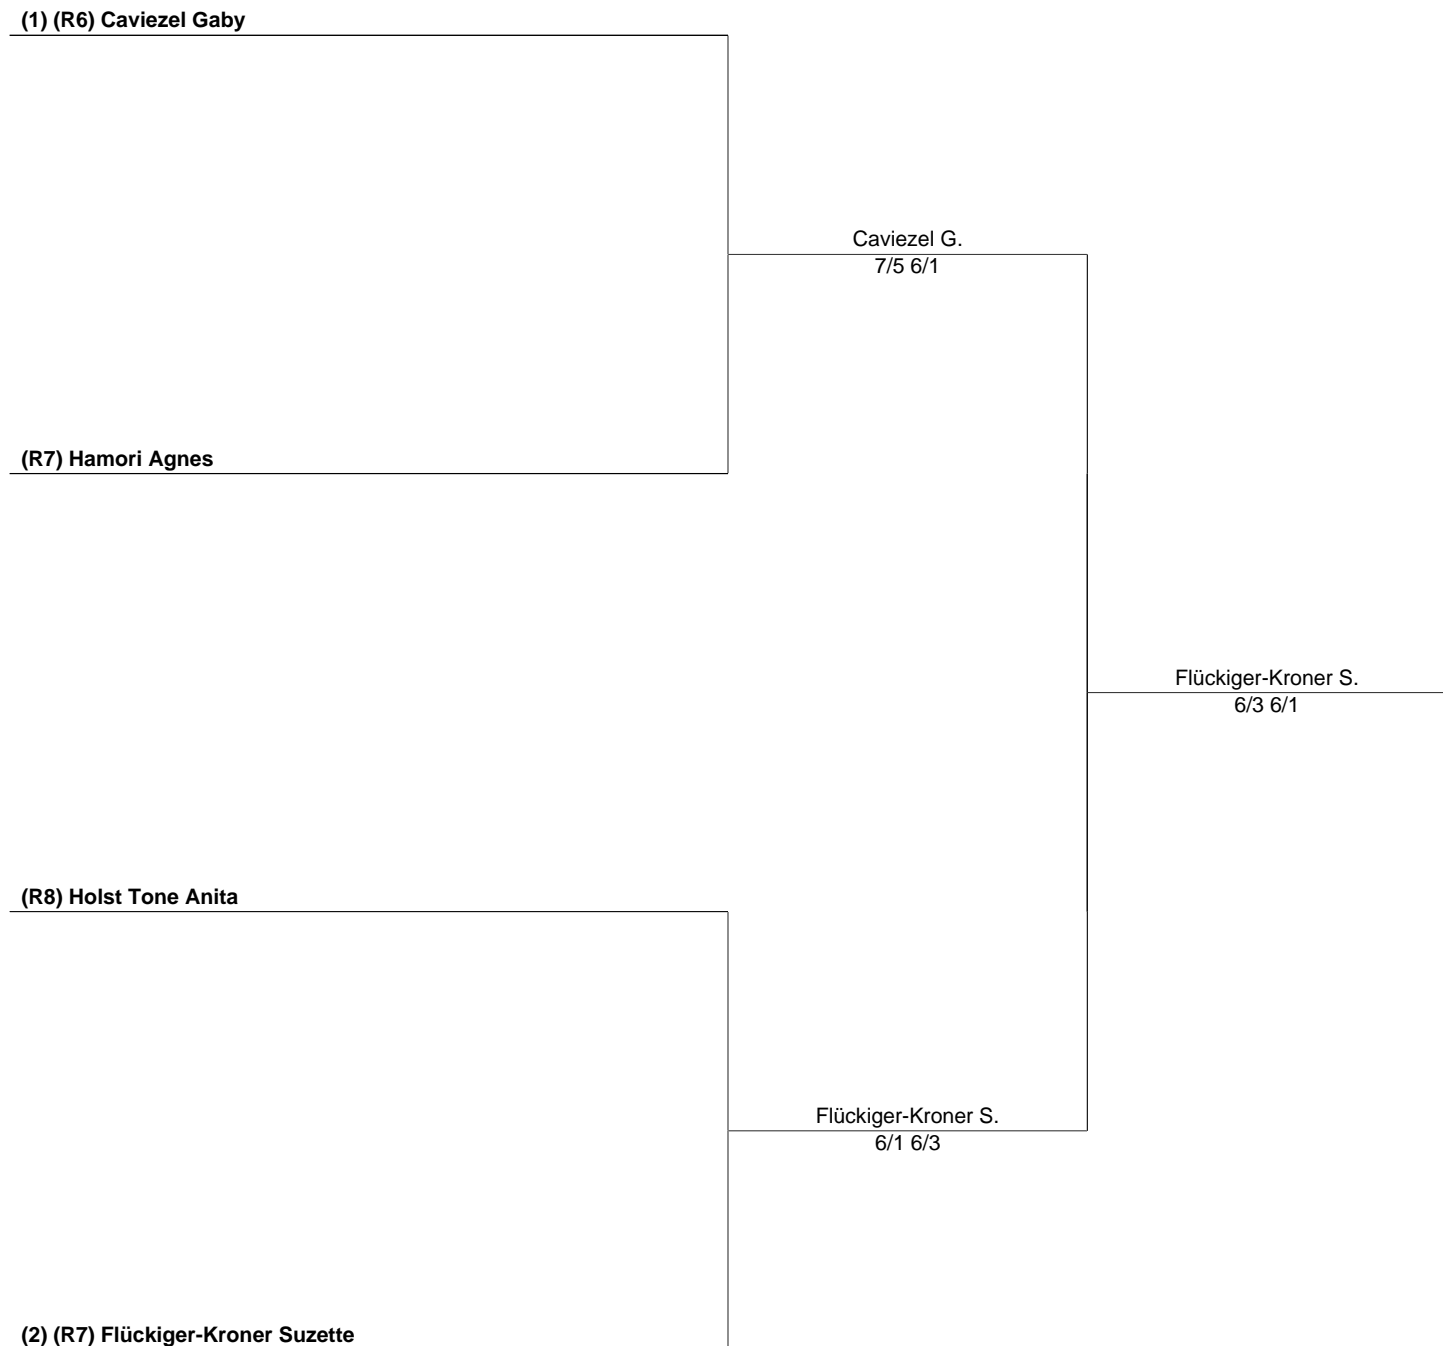 (1) (R6) Caviezel Gaby
Caviezel G.
7/5 6/1
(R7) Hamori Agnes
Flückiger-Kroner S.
6/3 6/1
(R8) Holst Tone Anita
Flückiger-Kroner S.
6/1 6/3
(2) (R7) Flückiger-Kroner Suzette